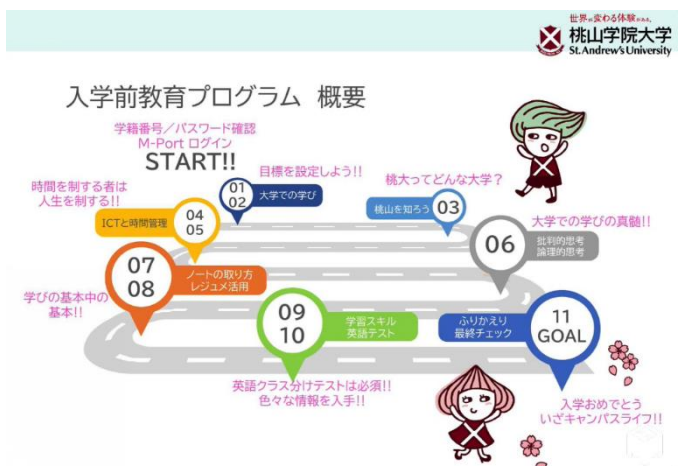 世界が変わる体験がある。
桃山学院大学
St.Andrew's University
入学前教育プログラム 概要
学籍番号／パスワード確認
M-Port ログイン
START!!
目標を設定しよう!!
01
02
大学での学び
桃大ってどんな大学？
桃山を知ろう
03
時間を制する者は
人生を制する!!
ICTと時間管理
04
05
大学での学びの真髄!!
06
批判的思考
論理的思考
07
08
ノートの取り方
レジュメ活用
学びの基本中の
基本!!
09
10
学習スキル
英語テスト
英語クラス分けテストは必須!!
色々な情報を入手!!
ふりかえり
最終チェック
11
GOAL
入学おめでとう
いざキャンパスライフ!!